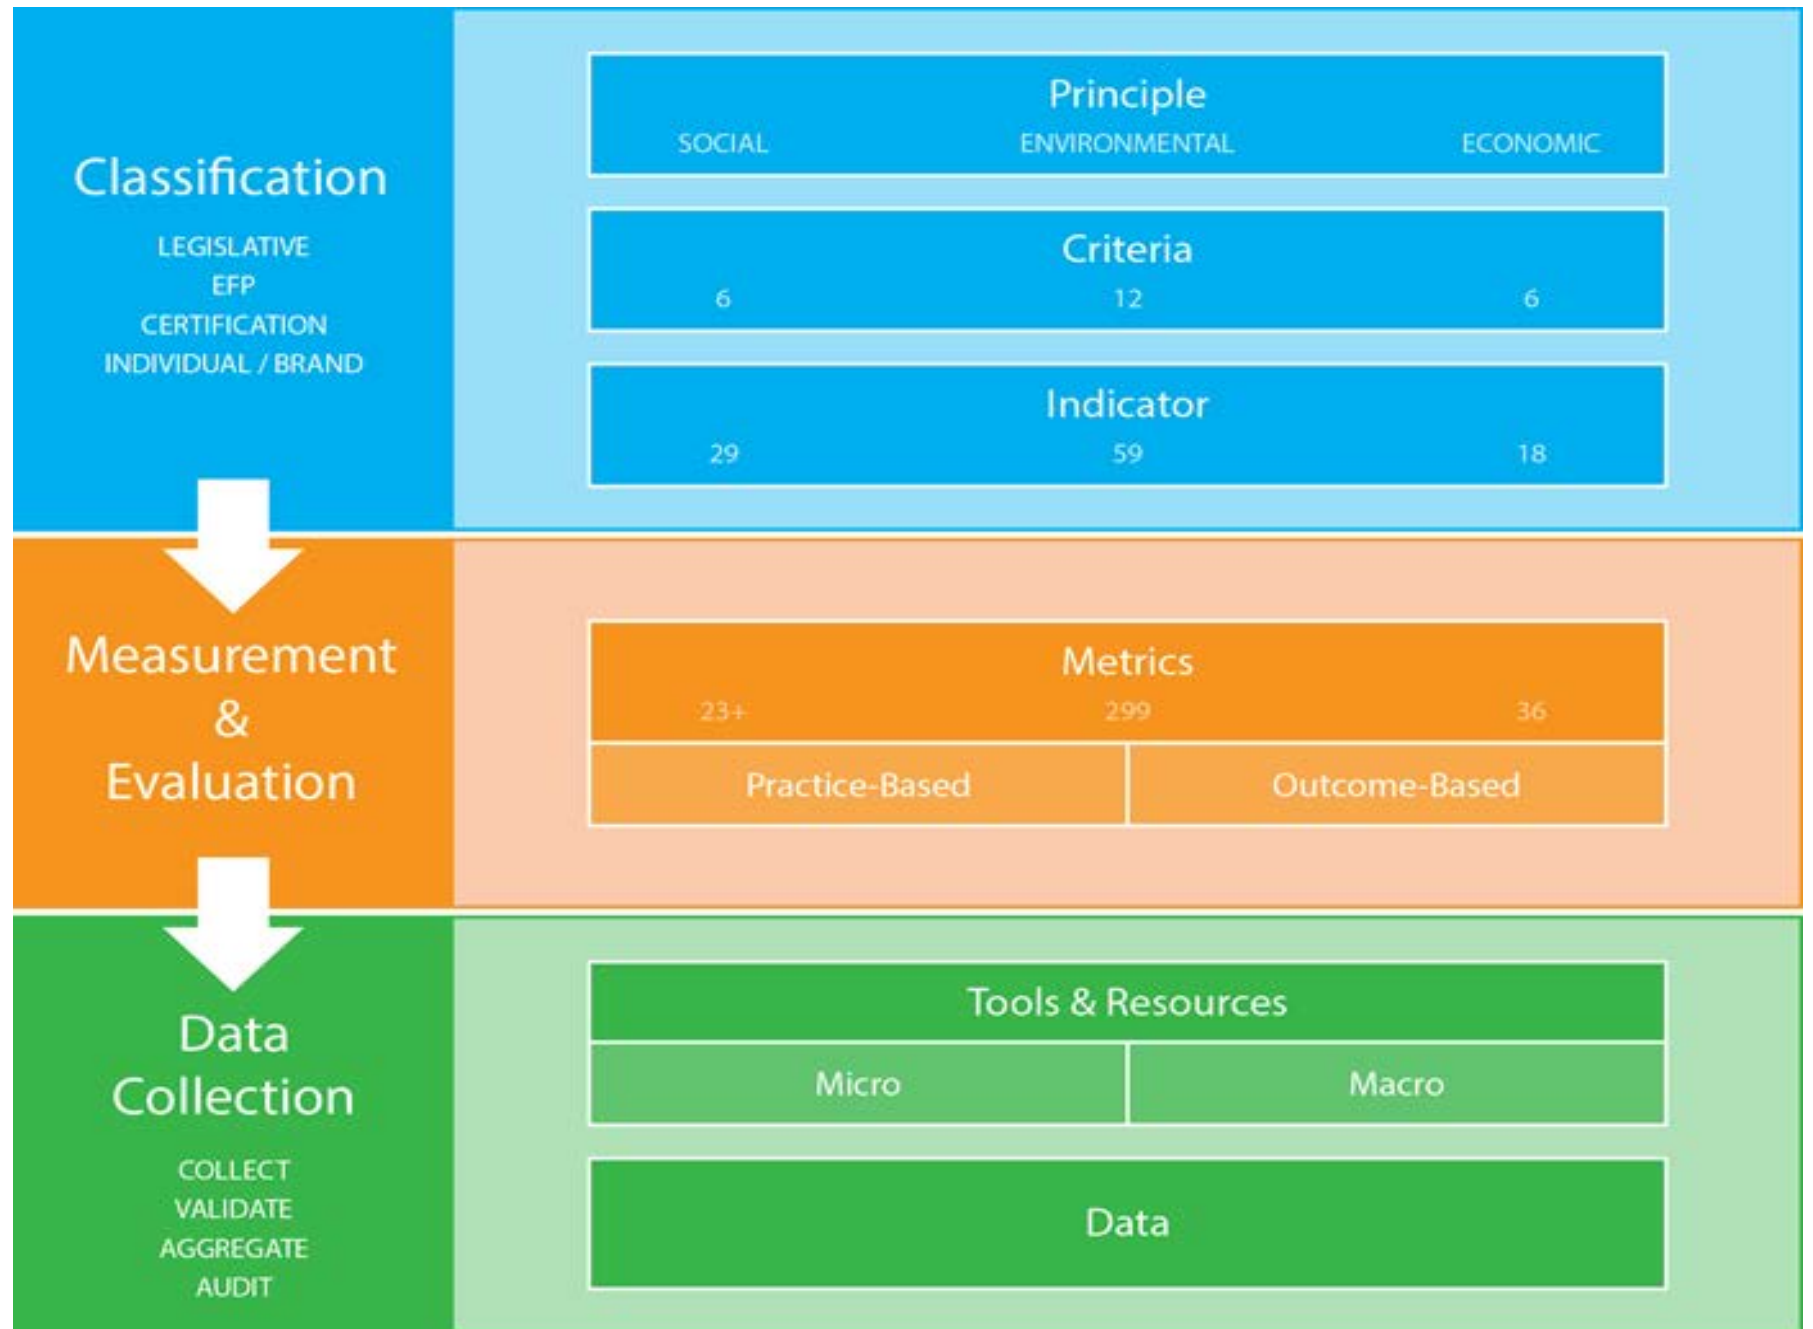 Classification
LEGISLATIVE
EFP
CERTIFICATION
INDIVIDUAL / BRAND
Principle
SOCIAL ENVIRONMENTAL ECONOMIC
Criteria
6 12 6
Indicator
29 59 18
Measurement
&
Evaluation
Metrics
23+ 299 36
Practice-Based Outcome-Based
Data
Collection
COLLECT
VALIDATE
AGGREGATE
AUDIT
Tools & Resources
Micro Macro
Data